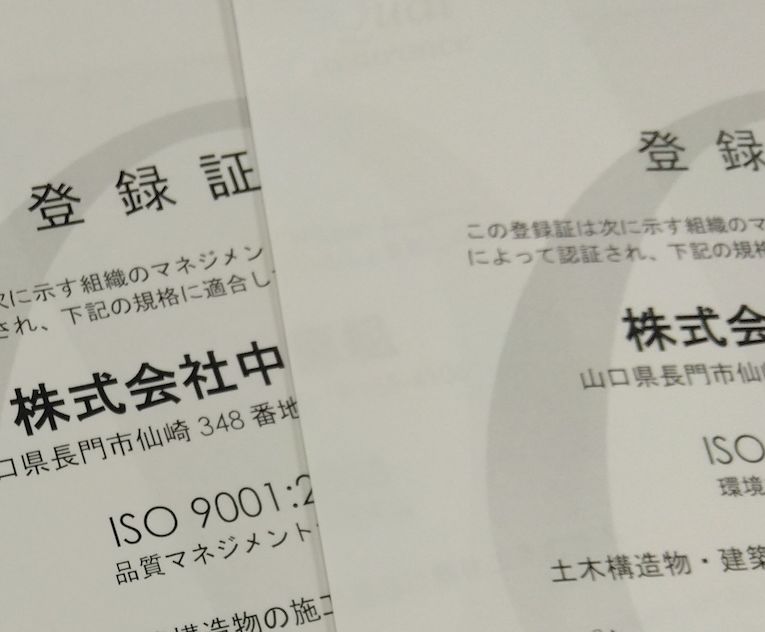 登録証
次に示す組織のマネジメン
され、下記の規格に適合し
株式会社中
口県長門市仙崎 348 番地
ISO 9001:2
品質マネジメント
構造物の施工
登録
この登録証は次に示す組織のマ
によって認証され、下記の規格
株式会
山口県長門市仙崎
ISO
環境
土木構造物・建築